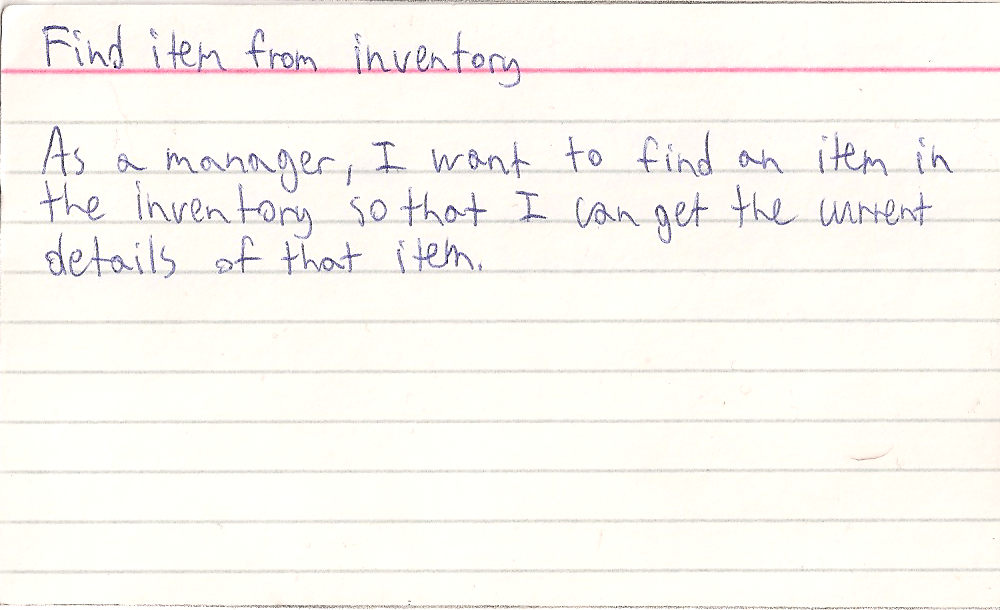 Find item from inventory
As a manager, I want to find an item in
the inventory so that I can get the current
details of that item.